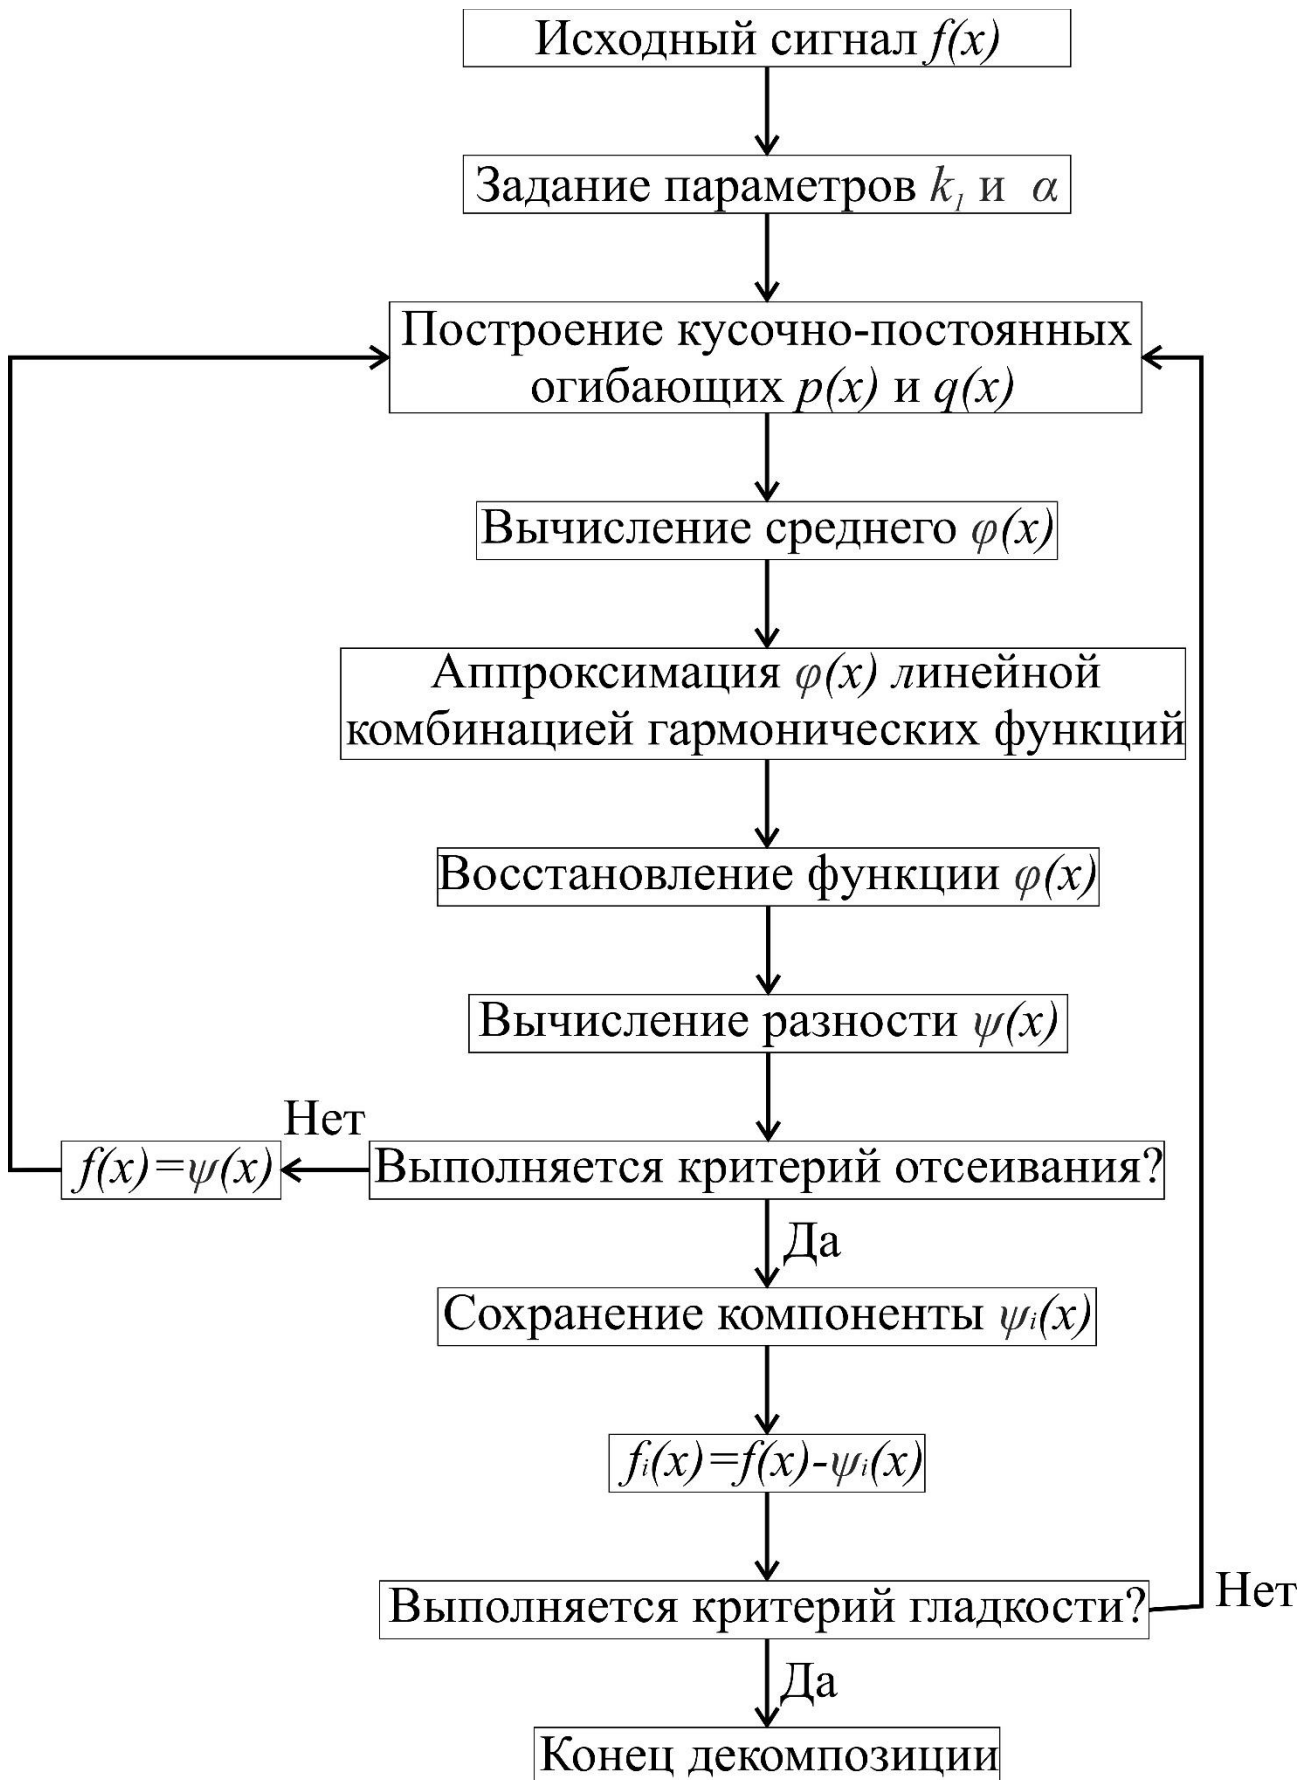 Исходный сигнал f(x)
Задание параметров k₁ и α
Построение кусочно-постоянных
огибающих p(x) и q(x)
Вычисление среднего φ(x)
Аппроксимация φ(x) линейной
комбинацией гармонических функций
Восстановление функции φ(x)
Вычисление разности ψ(x)
Нет
f(x)=ψ(x)
Выполняется критерий отсеивания?
Да
Сохранение компоненты ψᵢ(x)
fᵢ(x)=f(x)-ψᵢ(x)
Выполняется критерий гладкости?
Нет
Да
Конец декомпозиции